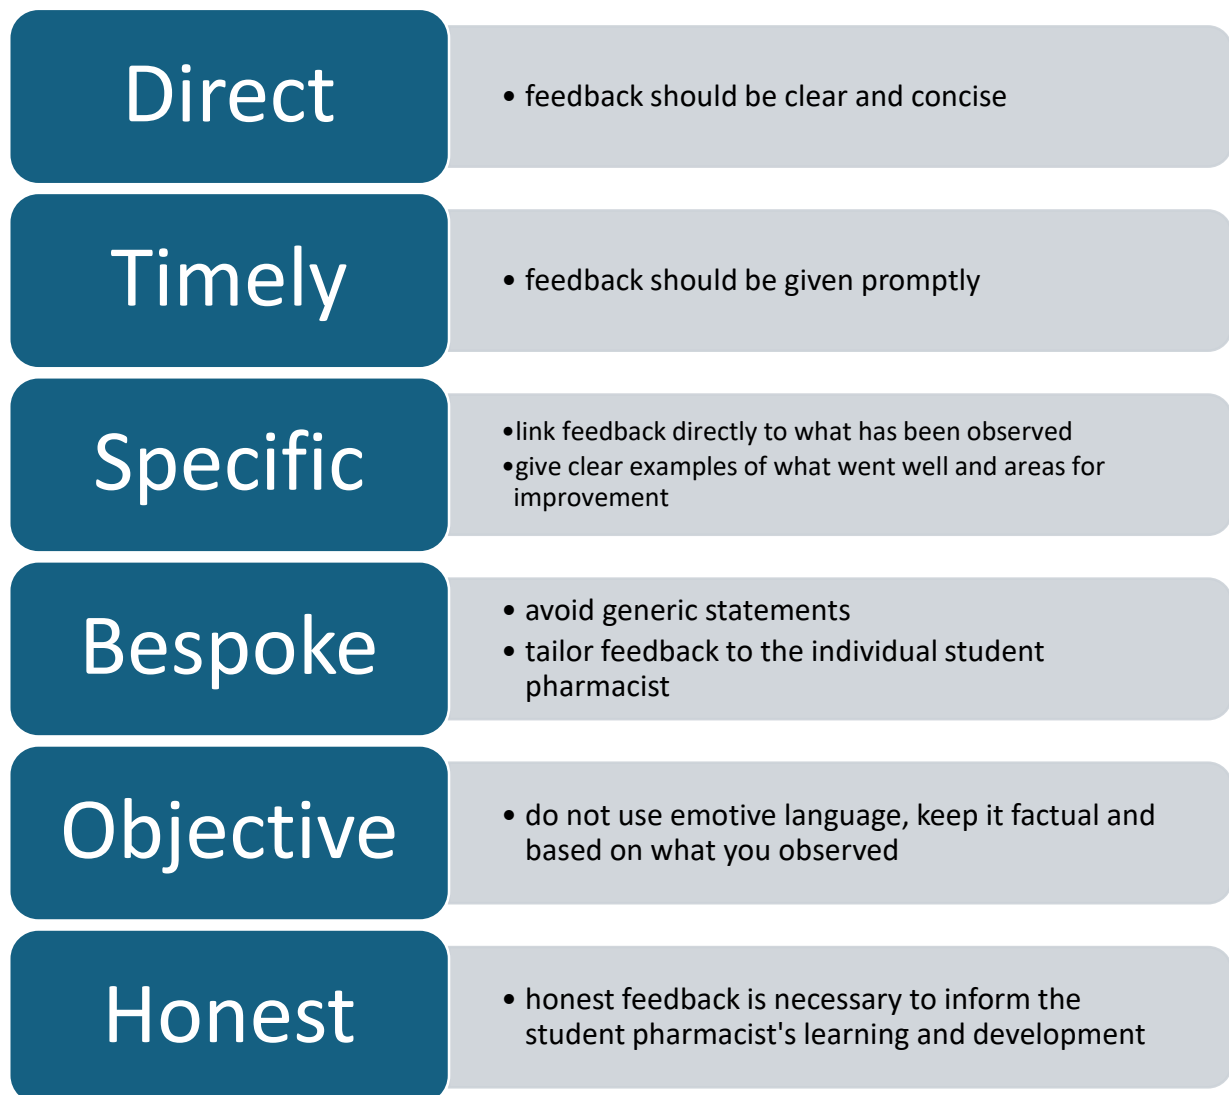 Direct
• feedback should be clear and concise
Timely
• feedback should be given promptly
Specific
•link feedback directly to what has been observed
•give clear examples of what went well and areas for
improvement
Bespoke
• avoid generic statements
• tailor feedback to the individual student
pharmacist
Objective
• do not use emotive language, keep it factual and
based on what you observed
Honest
• honest feedback is necessary to inform the
student pharmacist's learning and development